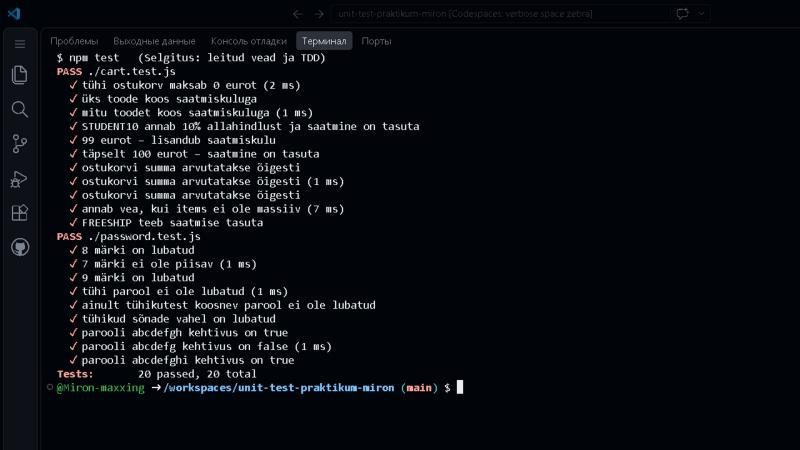 unit-test-praktikum-miron [Codespaces: verbose space zebra]
Проблемы Выходные данные Консоль отладки Терминал Порты
$ npm test (Selgitus: leitud vead ja TDD)
PASS ./cart.test.js
✓ tühi ostukorv maksab 0 eurot (2 ms)
✓ üks toode koos saatmiskuluga
✓ mitu toodet koos saatmiskuluga (1 ms)
✓ STUDENT10 annab 10% allahindlust ja saatmine on tasuta
✓ 99 eurot – lisandub saatmiskulu
✓ täpselt 100 eurot – saatmine on tasuta
✓ ostukorvi summa arvutatakse õigesti
✓ ostukorvi summa arvutatakse õigesti (1 ms)
✓ ostukorvi summa arvutatakse õigesti
✓ annab vea, kui items ei ole massiiv (7 ms)
✓ FREESHIP teeb saatmise tasuta
PASS ./password.test.js
✓ 8 märki on lubatud
✓ 7 märki ei ole piisav (1 ms)
✓ 9 märki on lubatud
✓ tühi parool ei ole lubatud (1 ms)
✓ ainult tühikutest koosnev parool ei ole lubatud
✓ tühikud sõnade vahel on lubatud
✓ parooli abcdefgh kehtivus on true
✓ parooli abcdefg kehtivus on false (1 ms)
✓ parooli abcdefghi kehtivus on true
Tests: 20 passed, 20 total
@Miron-maxxing ➜/workspaces/unit-test-praktikum-miron (main) $